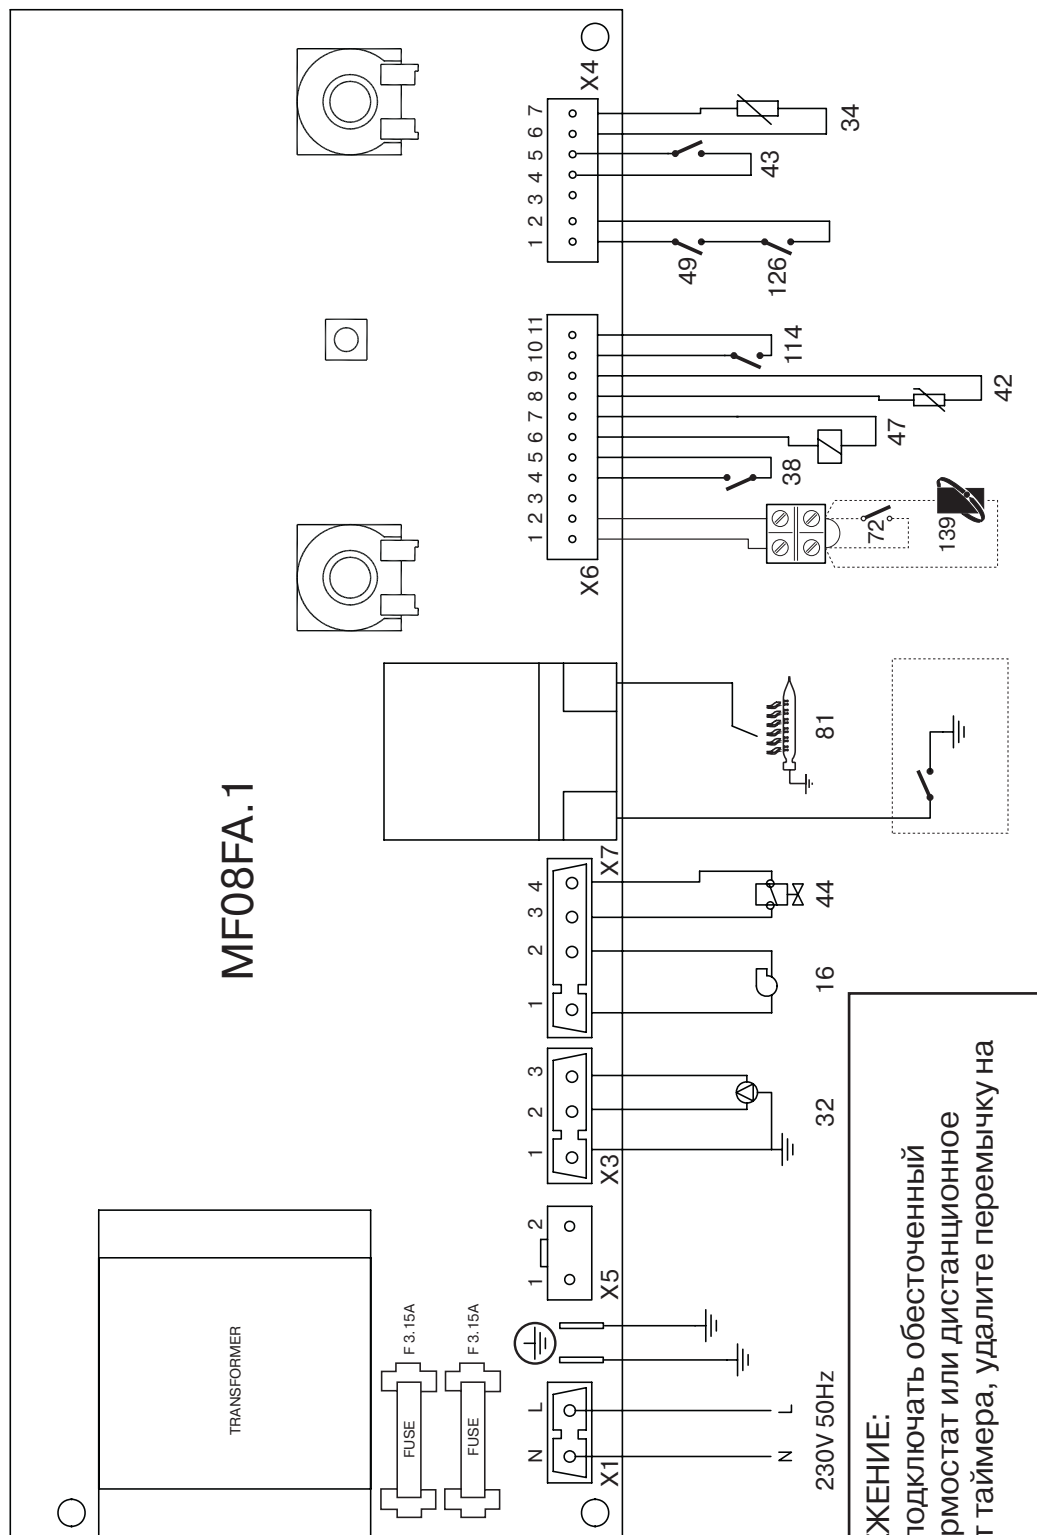 TRANSFORMER
MF08FA.1
FUSE F 3.15A
FUSE F 3.15A
N L 1 2 1 2 3 1 2 3 4 1 2 3 4 5 6 7 8 9 10 11 1 2 3 4 5 6 7
X1 X5 X3 X7 X6 X4
49
43
126
N L
38
114
230V 50Hz 32 16 44 81
34
72
47
139
42
ЖЕНИЕ:
подключать обесточенный
рмостат или дистанционное
т таймера, удалите перемычку на